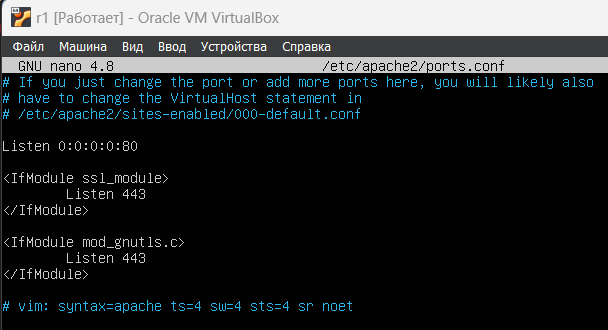 r1 [Работает] - Oracle VM VirtualBox
Файл Машина Вид Ввод Устройства Справка
GNU nano 4.8 /etc/apache2/ports.conf
# If you just change the port or add more ports here, you will likely also
# have to change the VirtualHost statement in
# /etc/apache2/sites-enabled/000-default.conf
Listen 0:0:0:0:80
<IfModule ssl_module>
Listen 443
</IfModule>
<IfModule mod_gnutls.c>
Listen 443
</IfModule>
# vim: syntax=apache ts=4 sw=4 sts=4 sr noet